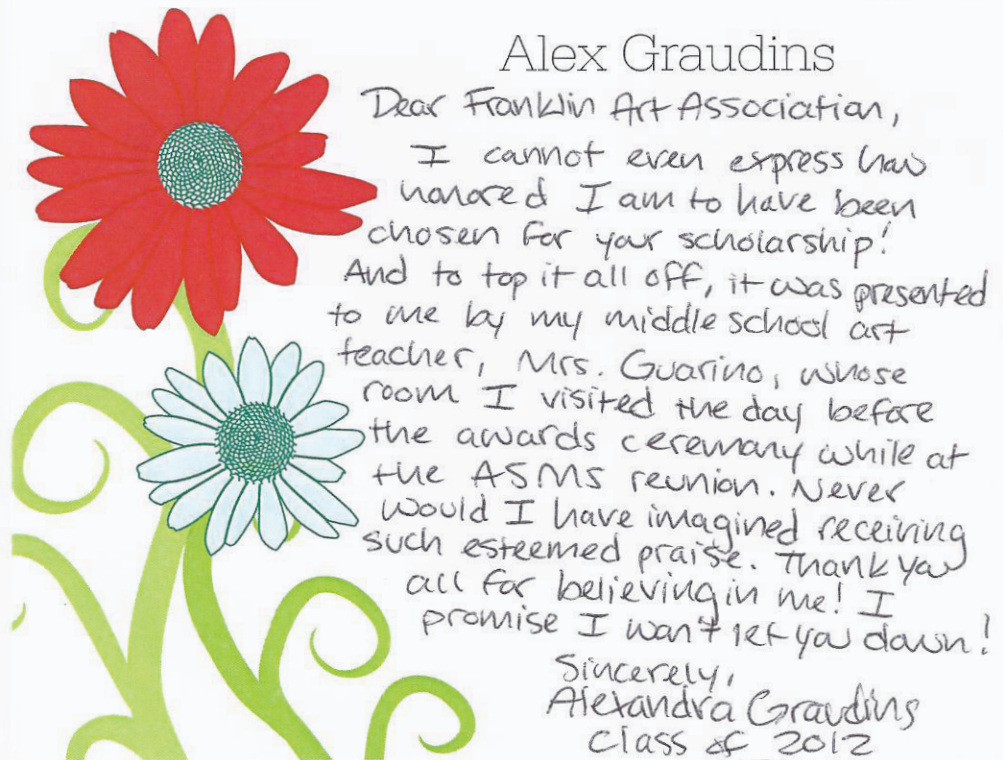 Alex Graudins
Dear Franklin Art Association,
I cannot even express how
honored I am to have been
chosen for your scholarship!
And to top it all off, it was presented
to me by my middle school art
teacher, Mrs. Guarino, whose
room I visited the day before
the awards ceremony while at
the ASMS reunion. Never
would I have imagined receiving
such esteemed praise. Thank you
all for believing in me! I
promise I won't let you down!
Sincerely,
Alexandra Graudins
Class of 2012